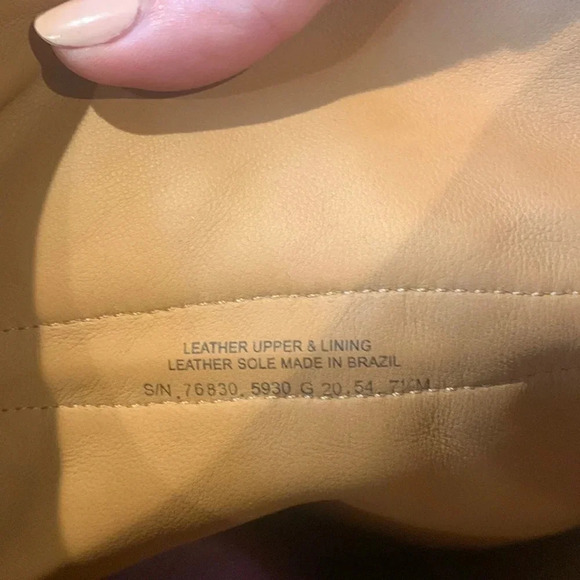 LEATHER UPPER & LINING
LEATHER SOLE MADE IN BRAZIL
S/N .76830. 5930 G 20. 54. 7½M